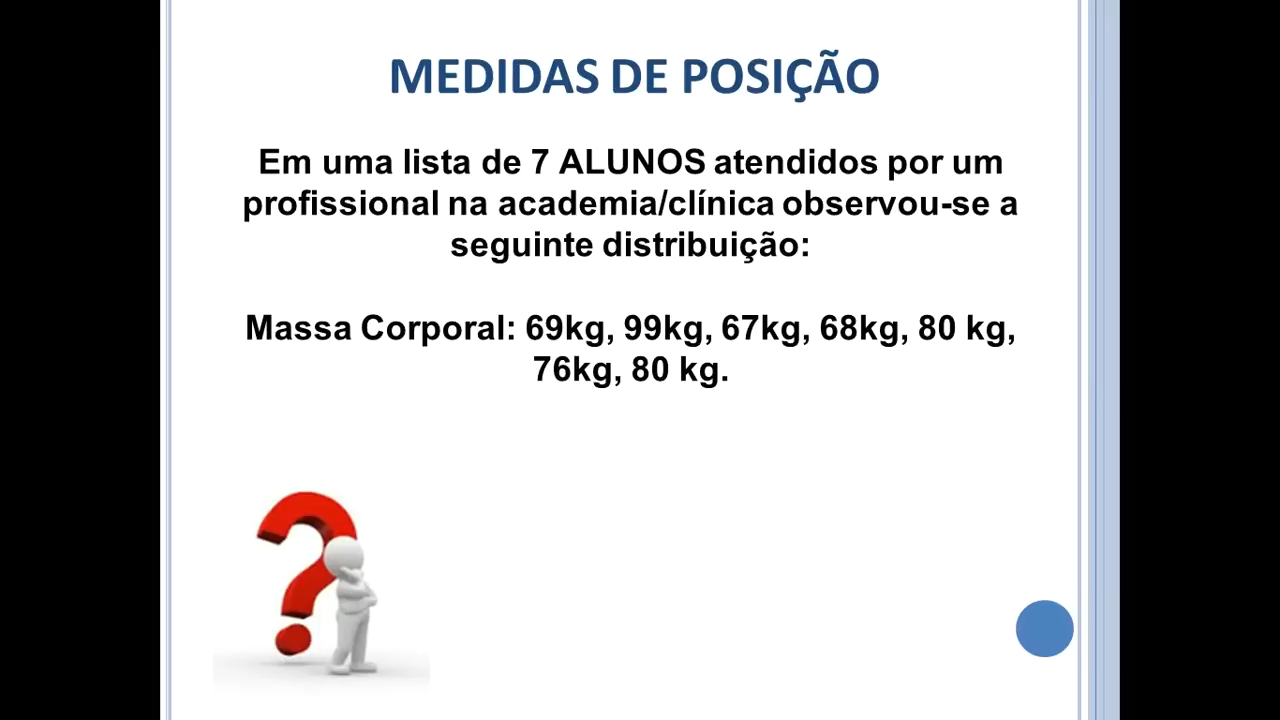 MEDIDAS DE POSIÇÃO
Em uma lista de 7 ALUNOS atendidos por um
profissional na academia/clínica observou-se a
seguinte distribuição:
Massa Corporal: 69kg, 99kg, 67kg, 68kg, 80 kg,
76kg, 80 kg.